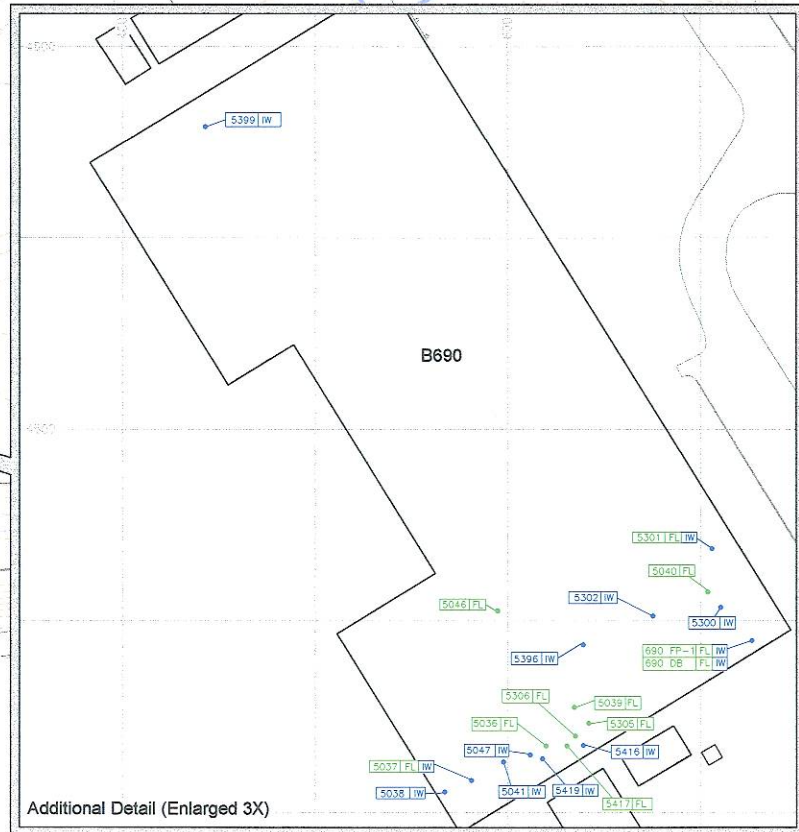 5399 IW
B690
5301 FL IW
5040 FL
5046 FL
5302 IW
5300 IW
5396 IW
690 FP-1 FL IW
690 DB FL IW
5306 FL
5039 FL
5036 FL
5305 FL
5047 IW
5416 IW
5037 FL IW
5038 IW
5041 IW
5419 IW
5417 FL
Additional Detail (Enlarged 3X)